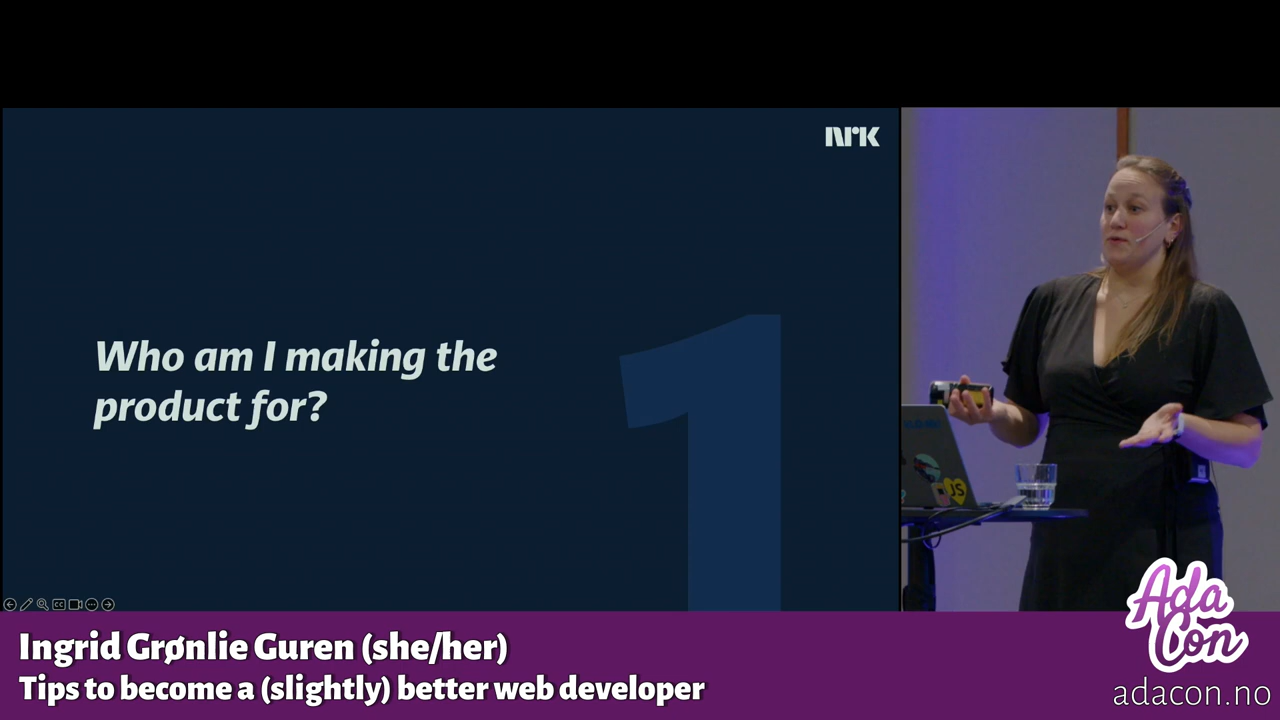 NRK
Who am I making the
product for?
1
JS
Ingrid Grønlie Guren (she/her)
Tips to become a (slightly) better web developer
Ada
Con
adacon.no